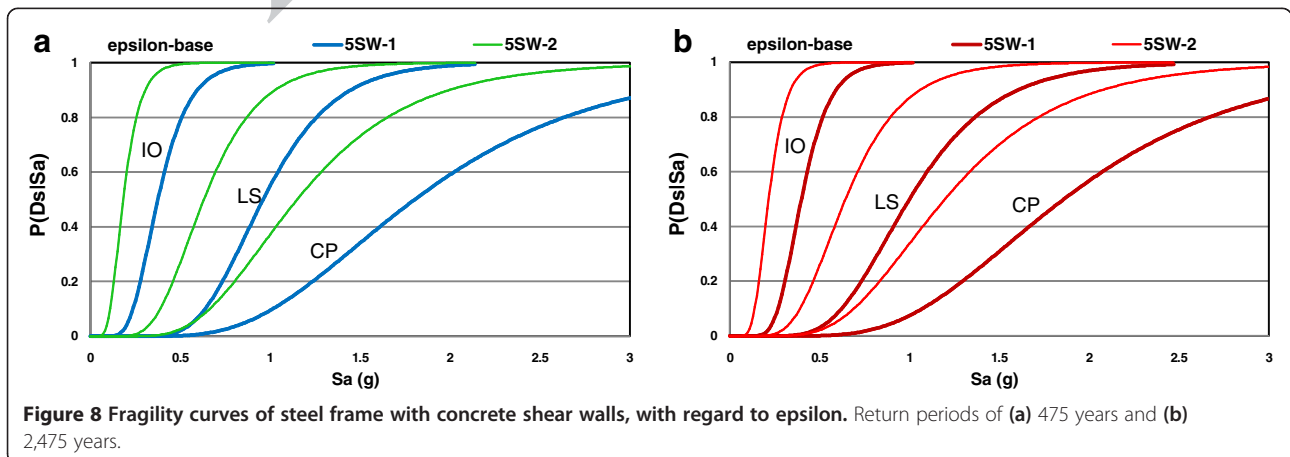 a
epsilon-base 5SW-1 5SW-2
1
0.8
0.6
0.4
0.2
0
P(Ds|Sa)
IO
LS
CP
0 0.5 1 1.5 2 2.5 3
Sa (g)
b
epsilon-base 5SW-1 5SW-2
1
0.8
0.6
0.4
0.2
0
P(Ds|Sa)
IO
LS
CP
0 0.5 1 1.5 2 2.5 3
Sa (g)
Figure 8 Fragility curves of steel frame with concrete shear walls, with regard to epsilon. Return periods of (a) 475 years and (b)
2,475 years.